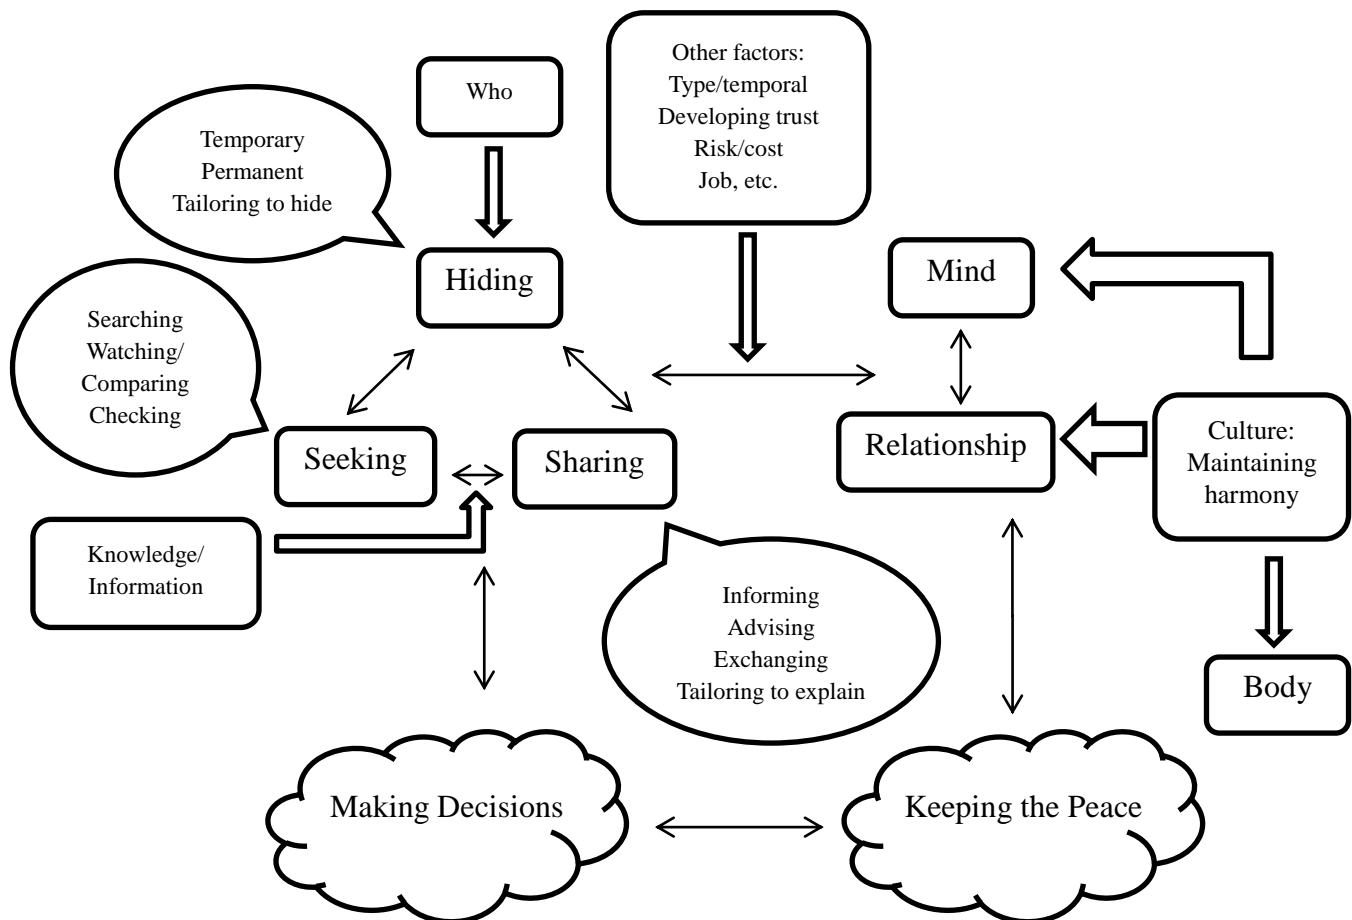 Other factors:
Type/temporal
Developing trust
Risk/cost
Job, etc.
Who
Temporary
Permanent
Tailoring to hide
Hiding
Mind
Searching
Watching/
Comparing
Checking
Seeking
Sharing
Relationship
Culture:
Maintaining
harmony
Knowledge/
Information
Informing
Advising
Exchanging
Tailoring to explain
Body
Making Decisions
Keeping the Peace